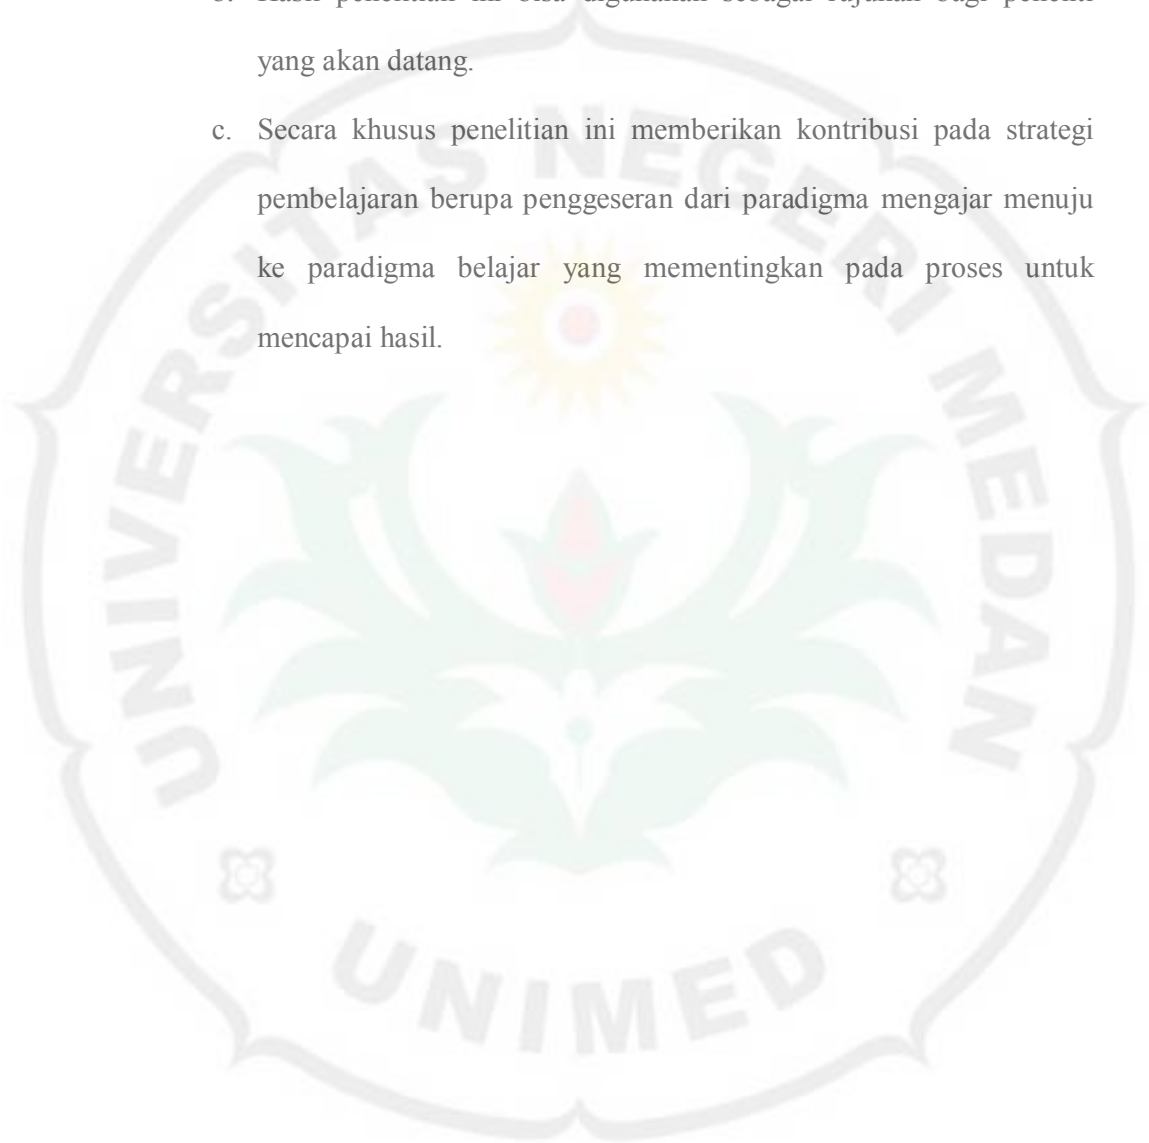 yang akan datang.
c. Secara khusus penelitian ini memberikan kontribusi pada strategi
pembelajaran berupa penggeseran dari paradigma mengajar menuju
ke paradigma belajar yang mementingkan pada proses untuk
mencapai hasil.
UNIVERSITAS NEGERI MEDAN
UNIMED